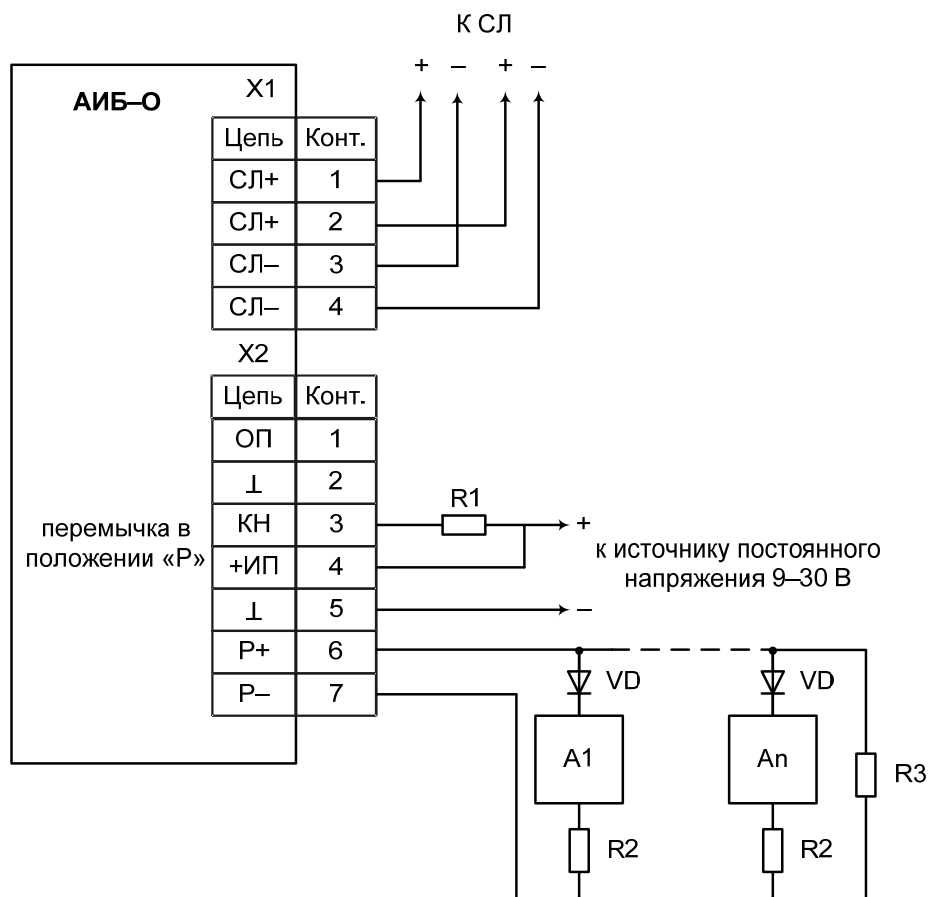 К СЛ
+ – + –
АИБ–О
X1
Цепь Конт.
СЛ+ 1
СЛ+ 2
СЛ– 3
СЛ– 4
X2
Цепь Конт.
ОП 1
⊥ 2
КН 3
+ИП 4
⊥ 5
Р+ 6
Р– 7
перемычка в
положении «Р»
R1
+
к источнику постоянного
напряжения 9–30 В
–
VD VD
A1 An
R3
R2 R2